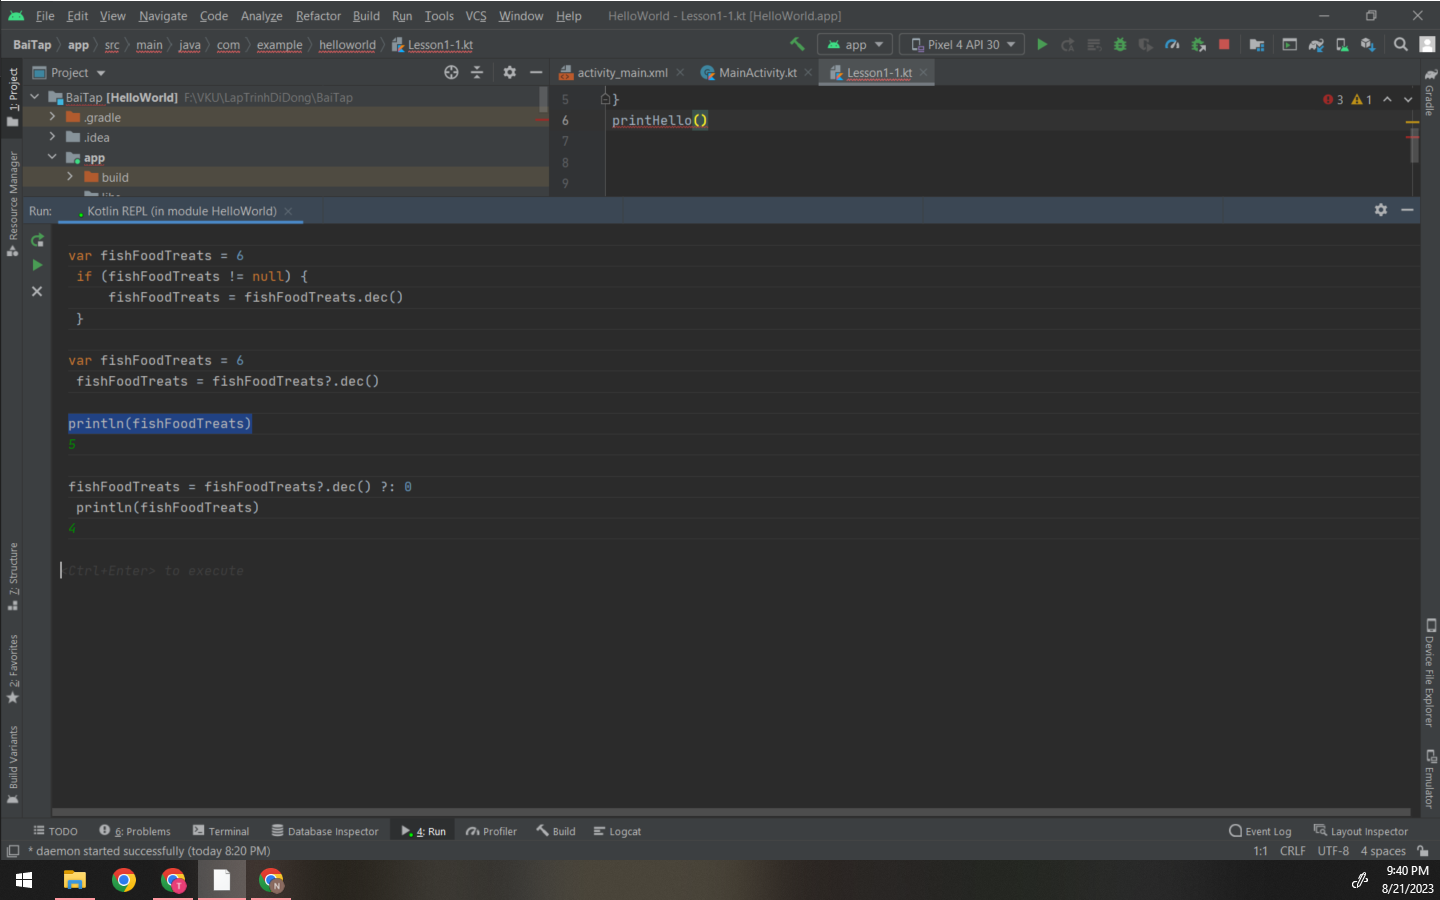 File Edit View Navigate Code Analyze Refactor Build Run Tools VCS Window Help HelloWorld - Lesson1-1.kt [HelloWorld.app]
BaiTap app src main java com example helloworld Lesson1-1.kt app Pixel 4 API 30
Project activity_main.xml MainActivity.kt Lesson1-1.kt
BaiTap [HelloWorld] F:\VKU\LapTrinhDiDong\BaiTap
.gradle
.idea
app
build
5 }
6 printHello()
7
8
9
3 1
1: Project
Resource Manager
Z: Structure
2: Favorites
Build Variants
Gradle
Device File Explorer
Emulator
Run: Kotlin REPL (in module HelloWorld)
var fishFoodTreats = 6
if (fishFoodTreats != null) {
fishFoodTreats = fishFoodTreats.dec()
}
var fishFoodTreats = 6
fishFoodTreats = fishFoodTreats?.dec()
println(fishFoodTreats)
5
fishFoodTreats = fishFoodTreats?.dec() ?: 0
println(fishFoodTreats)
4
<Ctrl+Enter> to execute
TODO 6: Problems Terminal Database Inspector 4: Run Profiler Build Logcat Event Log Layout Inspector
* daemon started successfully (today 8:20 PM) 1:1 CRLF UTF-8 4 spaces
T N
9:40 PM
8/21/2023